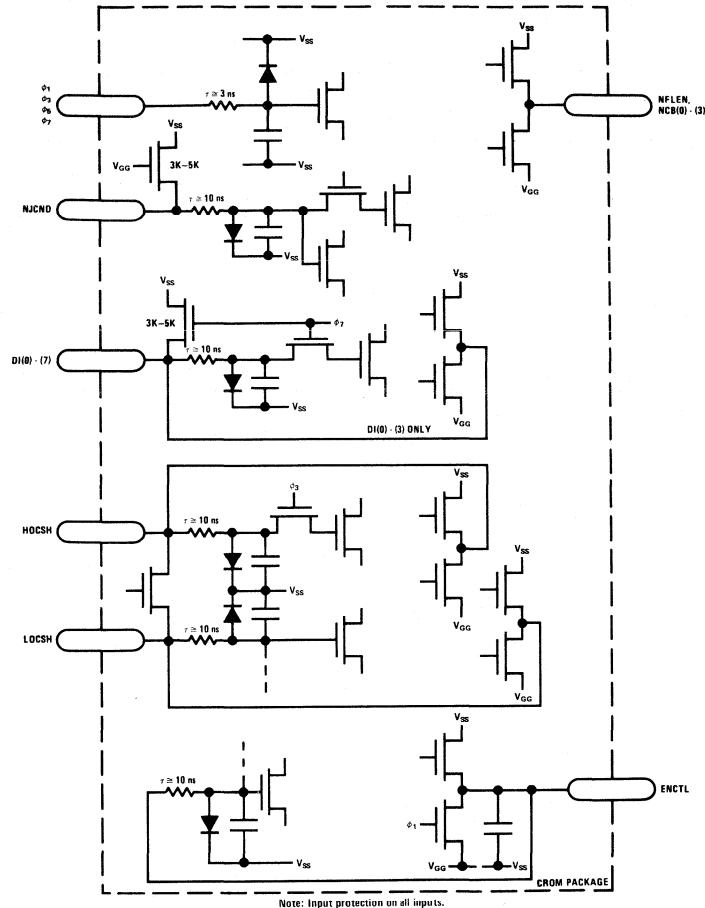 VSS
VSS
φ1
φ3
φ6
φ7
τ ≅ 3 ns
NFLEN,
NCB(0) - (3)
VSS
VGG
3K–5K
VSS
VGG
NJCND
τ ≅ 10 ns
VSS
VSS
VSS
3K–5K
φ7
DI(0) - (7)
τ ≅ 10 ns
VSS
VGG
DI(0) - (3) ONLY
φ3
VSS
HOCSH
τ ≅ 10 ns
VSS
VSS
VGG
LOCSH
τ ≅ 10 ns
VGG
VSS
τ ≅ 10 ns
ENCTL
φ1
VSS
VGG
VSS
CROM PACKAGE
Note: Input protection on all inputs.